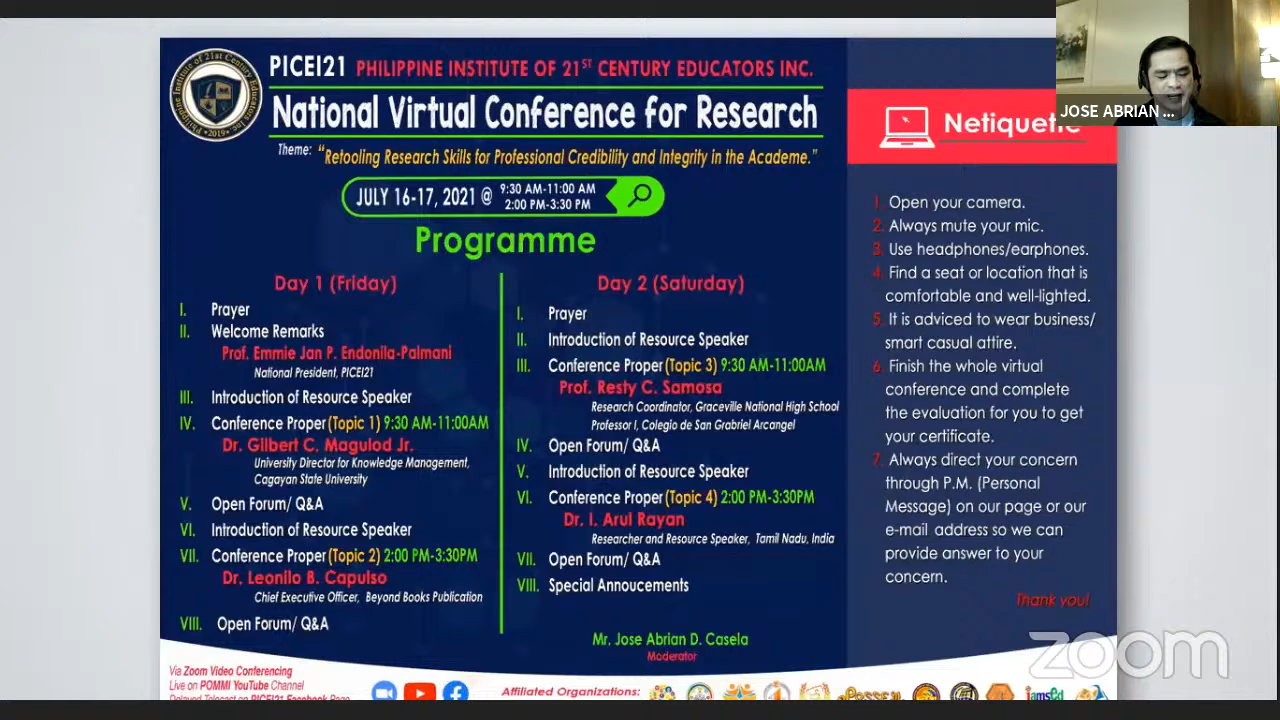 PICEI21 PHILIPPINE INSTITUTE OF 21ST CENTURY EDUCATORS INC.
National Virtual Conference for Research
Theme: "Retooling Research Skills for Professional Credibility and Integrity in the Academe."
JULY 16-17, 2021 @ 9:30 AM-11:00 AM
2:00 PM-3:30 PM
Programme
Day 1 (Friday)
I. Prayer
II. Welcome Remarks
Prof. Emmie Jan P. Endonila-Palmani
National President, PICEI21
III. Introduction of Resource Speaker
IV. Conference Proper (Topic 1) 9:30 AM-11:00AM
Dr. Gilbert C. Magulod Jr.
University Director for Knowledge Management,
Cagayan State University
V. Open Forum/ Q&A
VI. Introduction of Resource Speaker
VII. Conference Proper (Topic 2) 2:00 PM-3:30PM
Dr. Leonilo B. Capulso
Chief Executive Officer, Beyond Books Publication
VIII. Open Forum/ Q&A
Day 2 (Saturday)
I. Prayer
II. Introduction of Resource Speaker
III. Conference Proper (Topic 3) 9:30 AM-11:00AM
Prof. Resty C. Samosa
Research Coordinator, Graceville National High School
Professor I, Colegio de San Grabriel Arcangel
IV. Open Forum/ Q&A
V. Introduction of Resource Speaker
VI. Conference Proper (Topic 4) 2:00 PM-3:30PM
Dr. I. Arul Rayan
Researcher and Resource Speaker, Tamil Nadu, India
VII. Open Forum/ Q&A
VIII. Special Annoucements
Mr. Jose Abrian D. Casela
Moderator
JOSE ABRIAN ...
Netiquette
1. Open your camera.
2. Always mute your mic.
3. Use headphones/earphones.
4. Find a seat or location that is
comfortable and well-lighted.
5. It is adviced to wear business/
smart casual attire.
6. Finish the whole virtual
conference and complete
the evaluation for you to get
your certificate.
7. Always direct your concern
through P.M. (Personal
Message) on our page or our
e-mail address so we can
provide answer to your
concern.
Thank you!
Via Zoom Video Conferencing
Live on POMMI YouTube Channel
Delayed Telecast on PICEI21 Facebook Page
Affiliated Organizations:
zoom